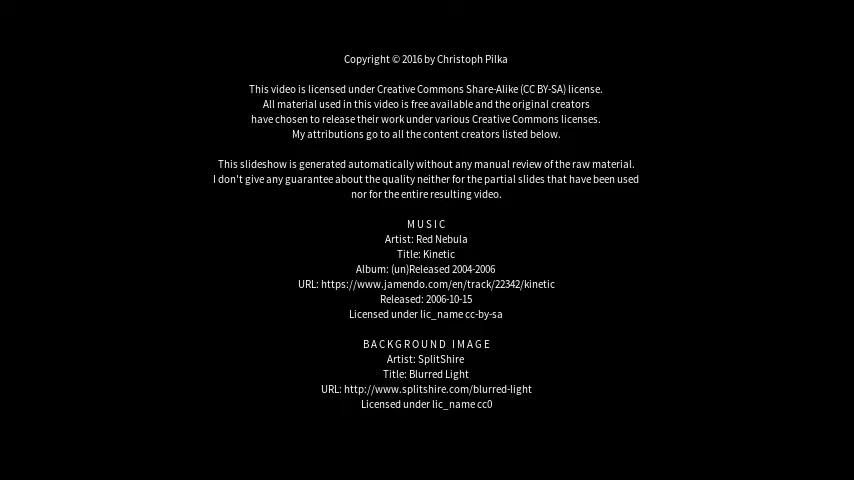 Copyright © 2016 by Christoph Pilka
This video is licensed under Creative Commons Share-Alike (CC BY-SA) license.
All material used in this video is free available and the original creators
have chosen to release their work under various Creative Commons licenses.
My attributions go to all the content creators listed below.
This slideshow is generated automatically without any manual review of the raw material.
I don't give any guarantee about the quality neither for the partial slides that have been used
nor for the entire resulting video.
MUSIC
Artist: Red Nebula
Title: Kinetic
Album: (un)Released 2004-2006
URL: https://www.jamendo.com/en/track/22342/kinetic
Released: 2006-10-15
Licensed under lic_name cc-by-sa
BACKGROUND IMAGE
Artist: SplitShire
Title: Blurred Light
URL: http://www.splitshire.com/blurred-light
Licensed under lic_name cc0